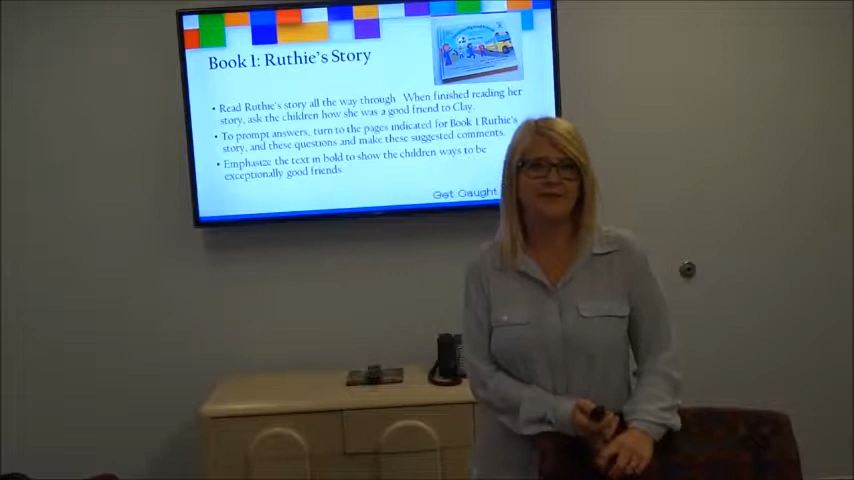 Book 1: Ruthie's Story
• Read Ruthie's story all the way through When finished reading her
story, ask the children how she was a good friend to Clay.
• To prompt answers, turn to the pages indicated for Book 1 Ruthie's
story, and these questions and make these suggested comments.
• Emphasize the text in bold to show the children ways to be
exceptionally good friends.
Get Caught